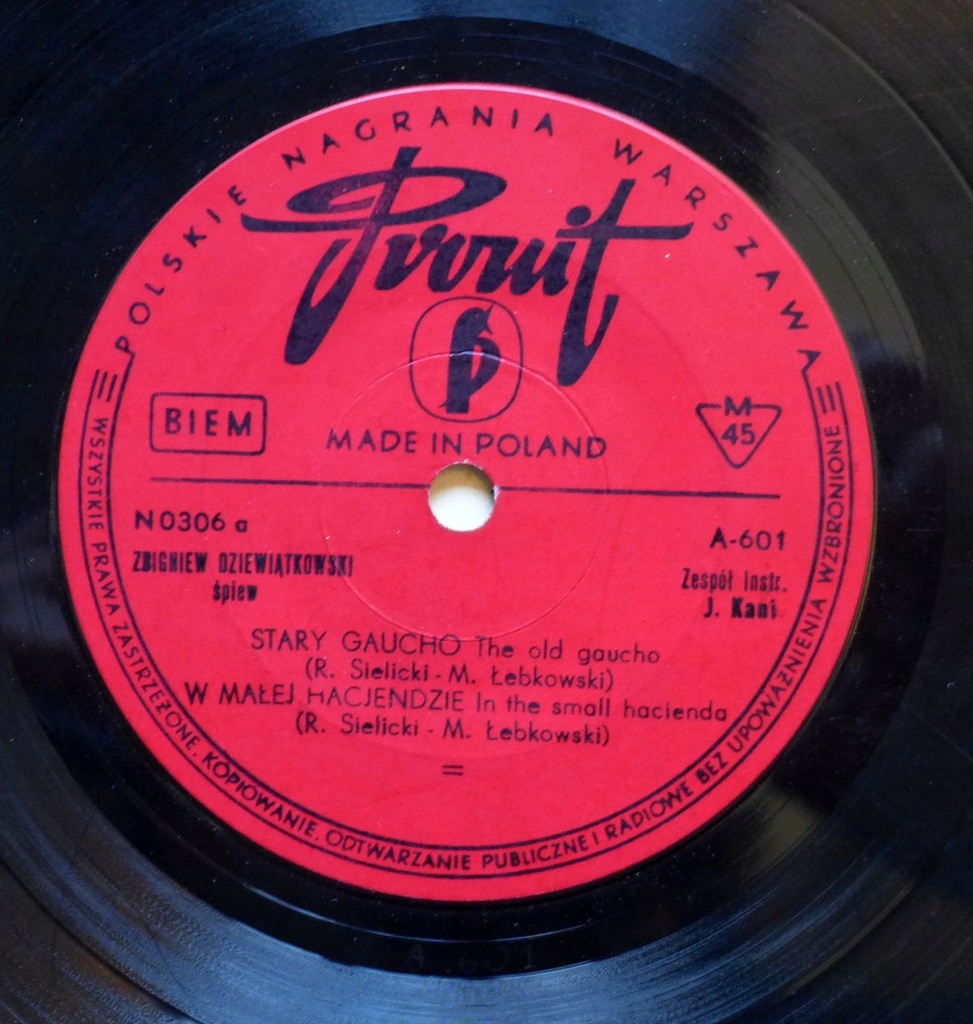 POLSKIE NAGRANIA WARSZAWA
Pronit
BIEM
M
45
MADE IN POLAND
N0306 a
A-601
ZBIGNIEW DZIEWIĄTKOWSKI
śpiew
Zespół Instr.
J. Kani
STARY GAUCHO The old gaucho
(R. Sielicki - M. Łebkowski)
W MAŁEJ HACJENDZIE In the small hacienda
(R. Sielicki - M. Łebkowski)
WSZYSTKIE PRAWA ZASTRZEŻONE. KOPIOWANIE, ODTWARZANIE PUBLICZNE I RADIOWE BEZ UPOWAŻNIENIA WZBRONIONE
A 601